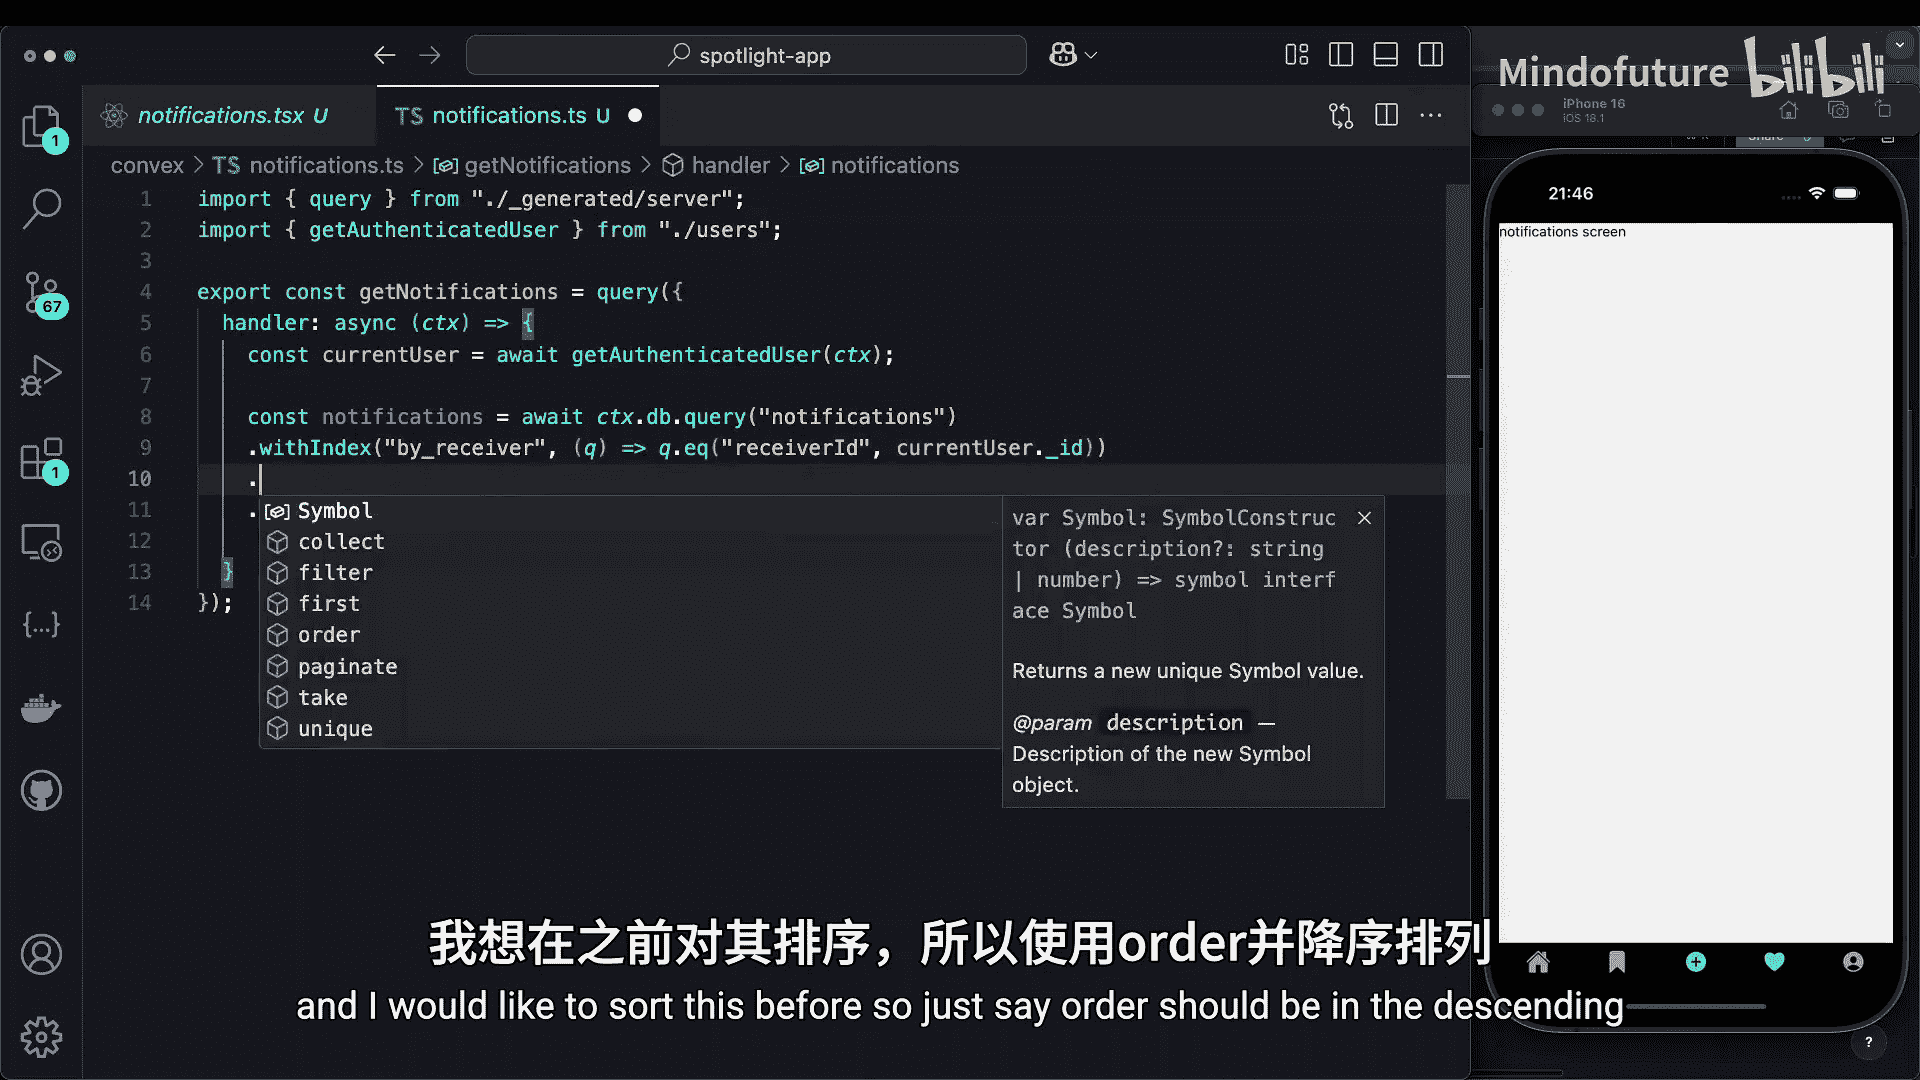 spotlight-app
Mindofuture bilibili
iPhone 16
iOS 18.1
notifications.tsx U
TS notifications.ts U
1
convex > TS notifications.ts > getNotifications > handler > notifications
1 import { query } from "./_generated/server";
2 import { getAuthenticatedUser } from "./users";
3
4 export const getNotifications = query({
5 handler: async (ctx) => {
6 const currentUser = await getAuthenticatedUser(ctx);
7
8 const notifications = await ctx.db.query("notifications")
9 .withIndex("by_receiver", (q) => q.eq("receiverId", currentUser._id))
10 .
11 .
12
13 }
14 });
67
1
{...}
Symbol
collect
filter
first
order
paginate
take
unique
var Symbol: SymbolConstruc
tor (description?: string
| number) => symbol interf
ace Symbol
Returns a new unique Symbol value.
@param description —
Description of the new Symbol
object.
21:46
notifications screen
我想在之前对其排序，所以使用order并降序排列
and I would like to sort this before so just say order should be in the descending
?